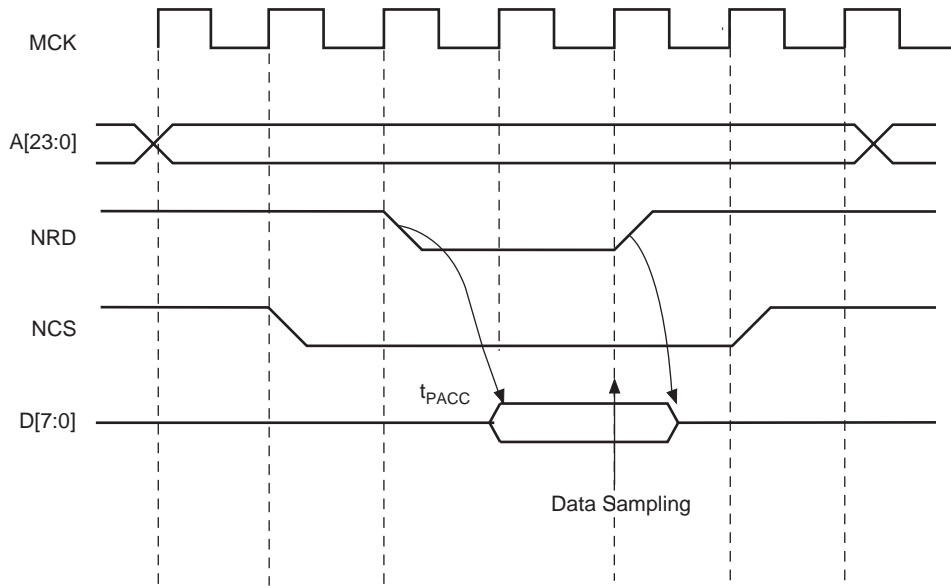 MCK
A[23:0]
NRD
NCS
tPACC
D[7:0]
Data Sampling